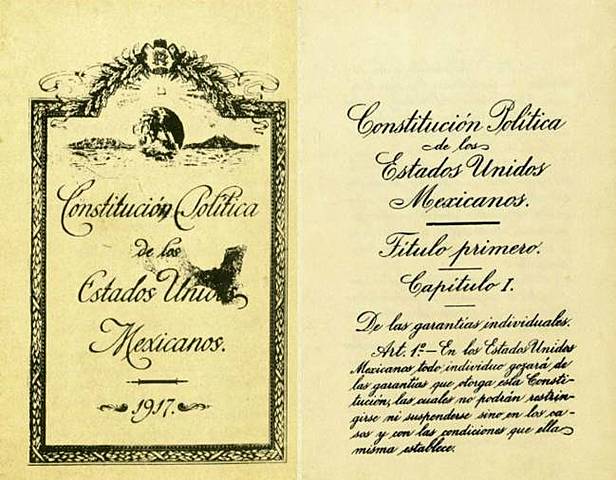 Constitución Política
de los
Estados Unidos
Mexicanos.
1917.
Constitución Política
de los
Estados Unidos
Mexicanos.
Título primero.
Capítulo I.
De las garantías individuales.
Art. 1º.— En los Estados Unidos
Mexicanos todo individuo gozará de
las garantías que otorga esta Consti-
tución, las cuales no podrán restrin-
girse ni suspenderse sino en los ca-
sos y con las condiciones que ella
misma establece.